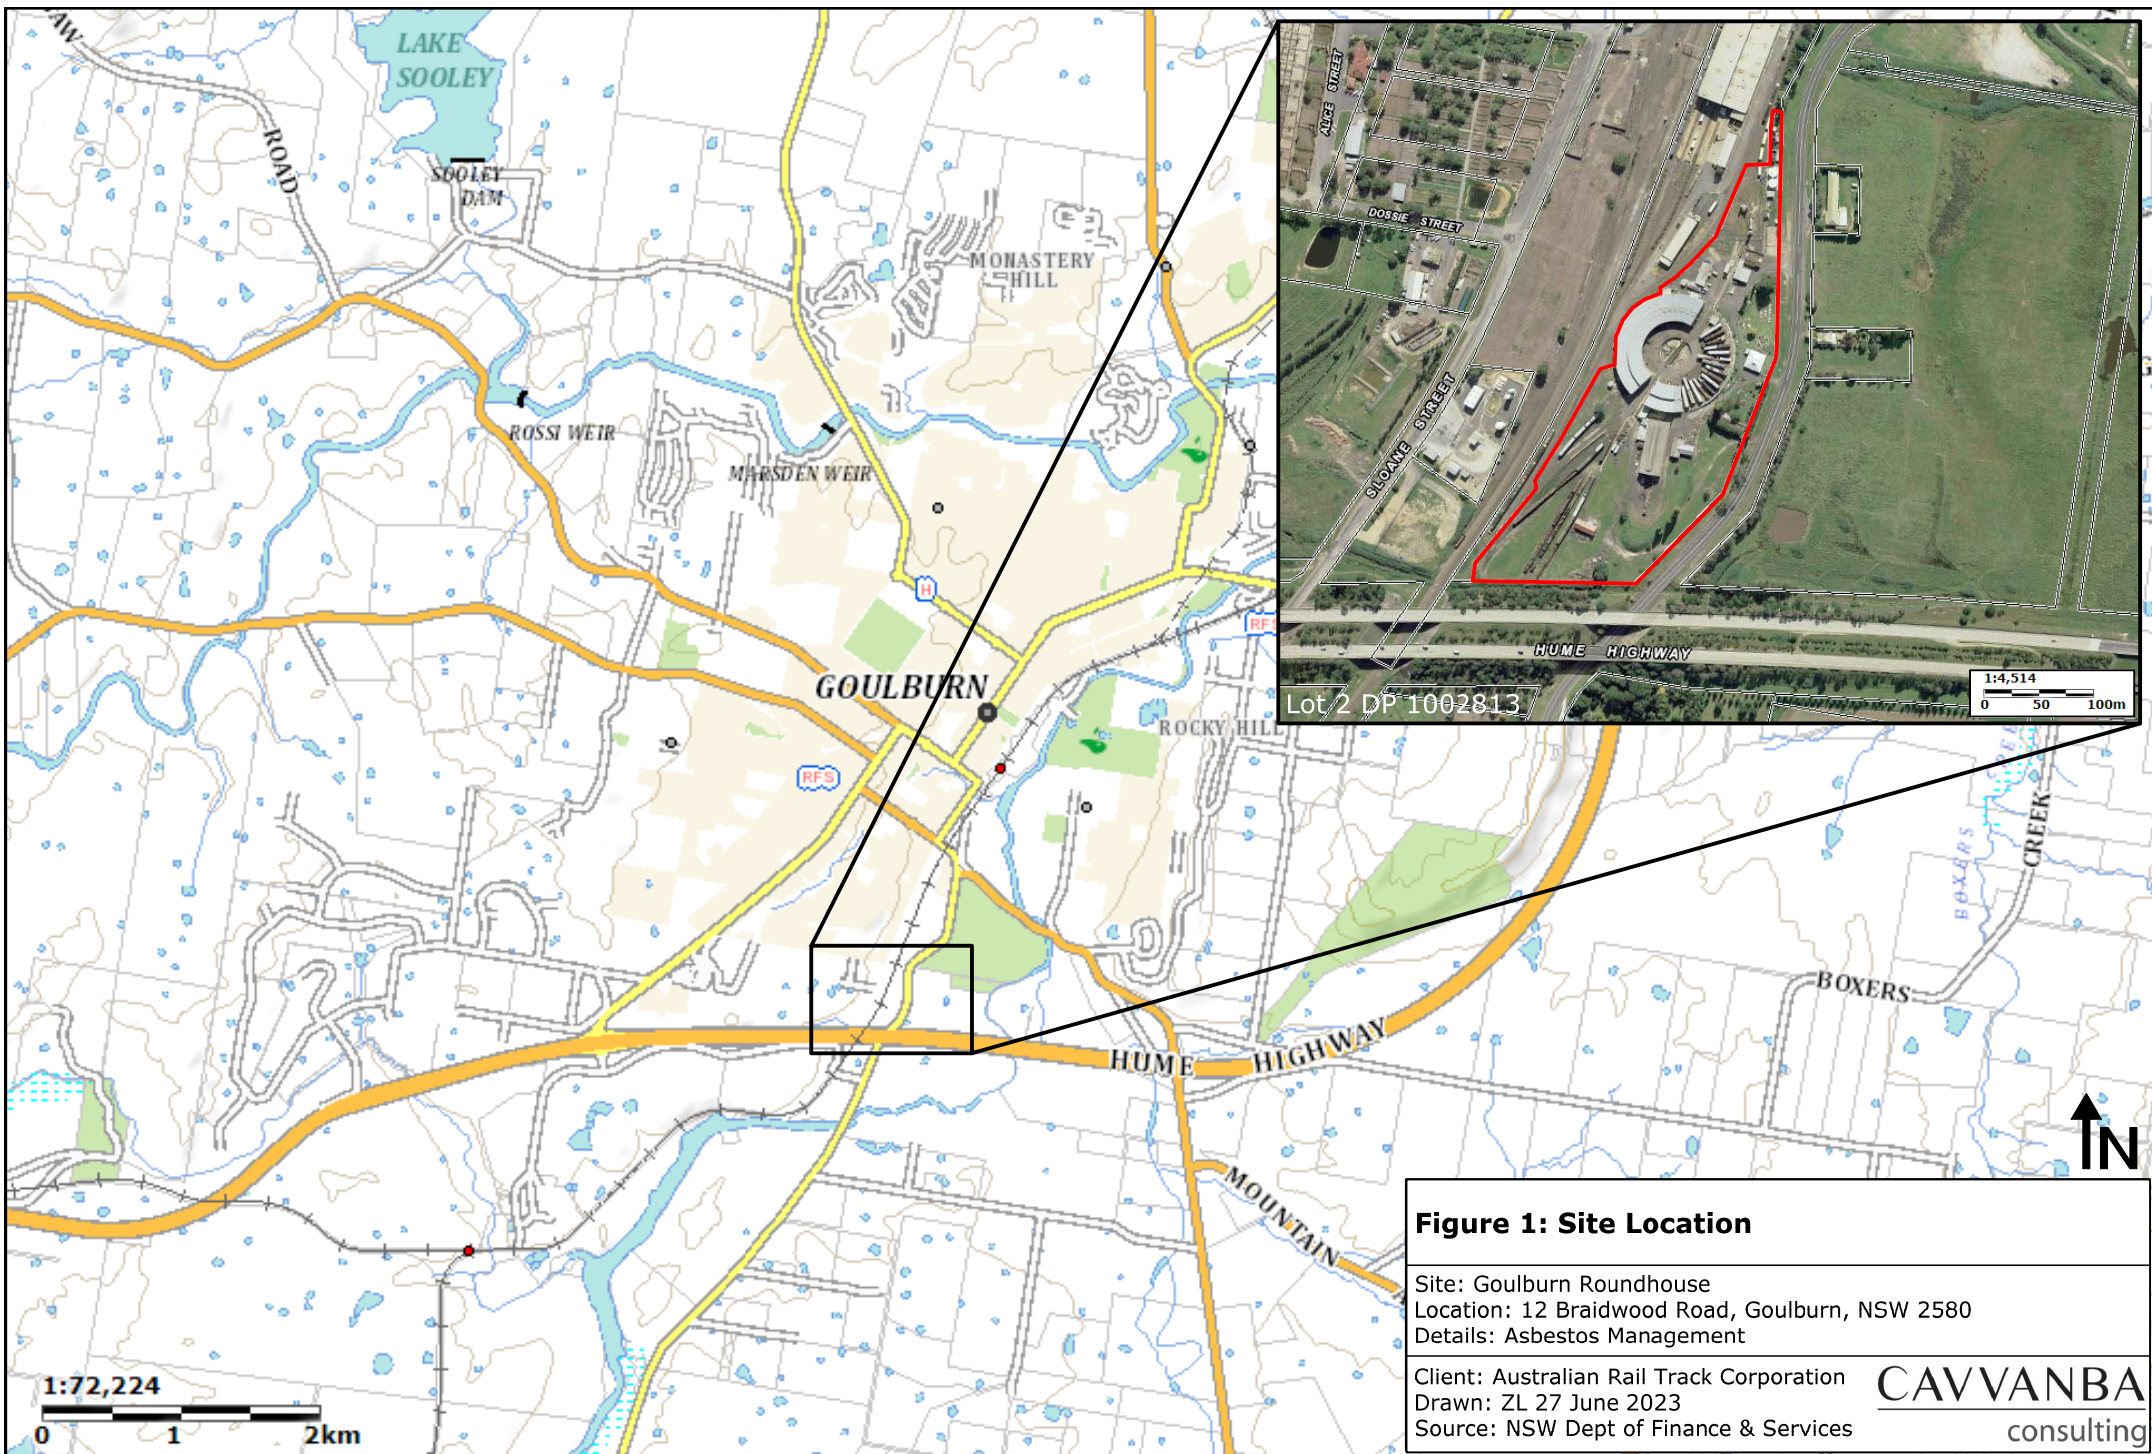 LAKE
SOOLEY
ROAD
SOOLEY
DAM
MONASTERY
HILL
ROSSI WEIR
MARSDEN WEIR
H
GOULBURN
RFS
ROCKY HILL
RFS
ALICE STREET
DOSSIE STREET
SLOANE STREET
HUME HIGHWAY
Lot 2 DP 1002813
1:4,514
0 50 100m
BOXERS
CREEK
BOXERS
HUME HIGHWAY
MOUNTAIN
N
1:72,224
0 1 2km
Figure 1: Site Location
Site: Goulburn Roundhouse
Location: 12 Braidwood Road, Goulburn, NSW 2580
Details: Asbestos Management
Client: Australian Rail Track Corporation
Drawn: ZL 27 June 2023
Source: NSW Dept of Finance & Services
CAVVANBA
consulting